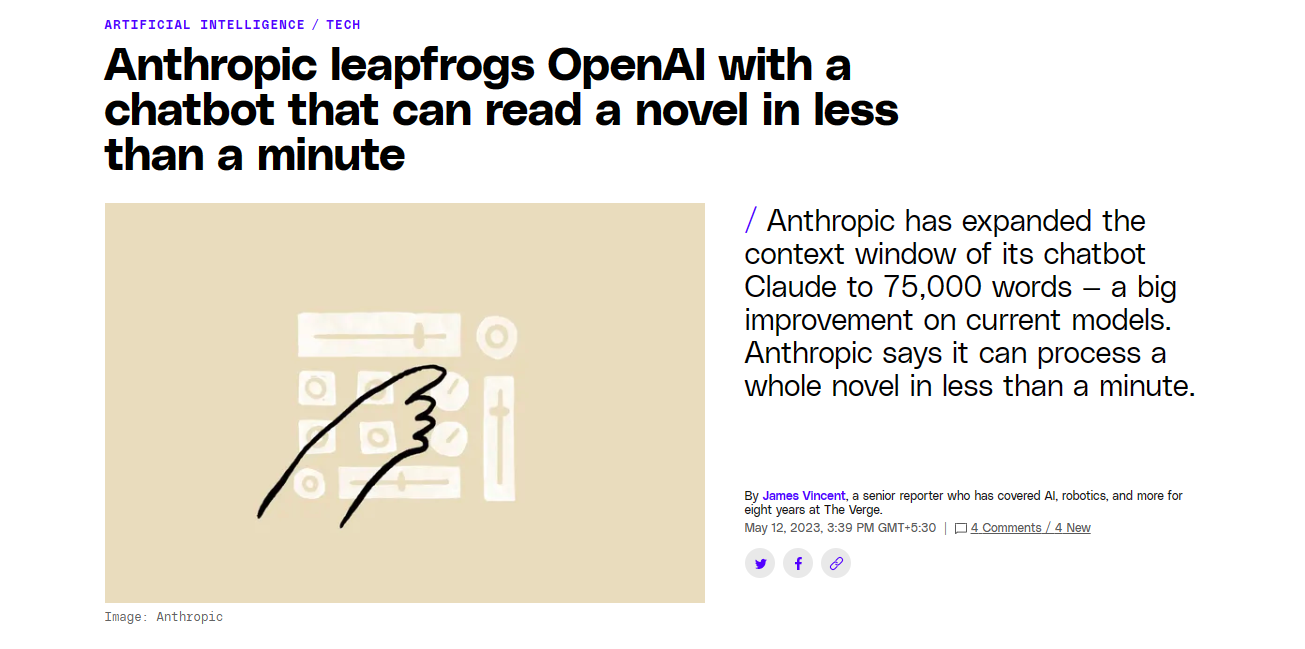 ARTIFICIAL INTELLIGENCE / TECH
Anthropic leapfrogs OpenAI with a
chatbot that can read a novel in less
than a minute
/ Anthropic has expanded the
context window of its chatbot
Claude to 75,000 words — a big
improvement on current models.
Anthropic says it can process a
whole novel in less than a minute.
By James Vincent, a senior reporter who has covered AI, robotics, and more for
eight years at The Verge.
May 12, 2023, 3:39 PM GMT+5:30 | 4 Comments / 4 New
Image: Anthropic